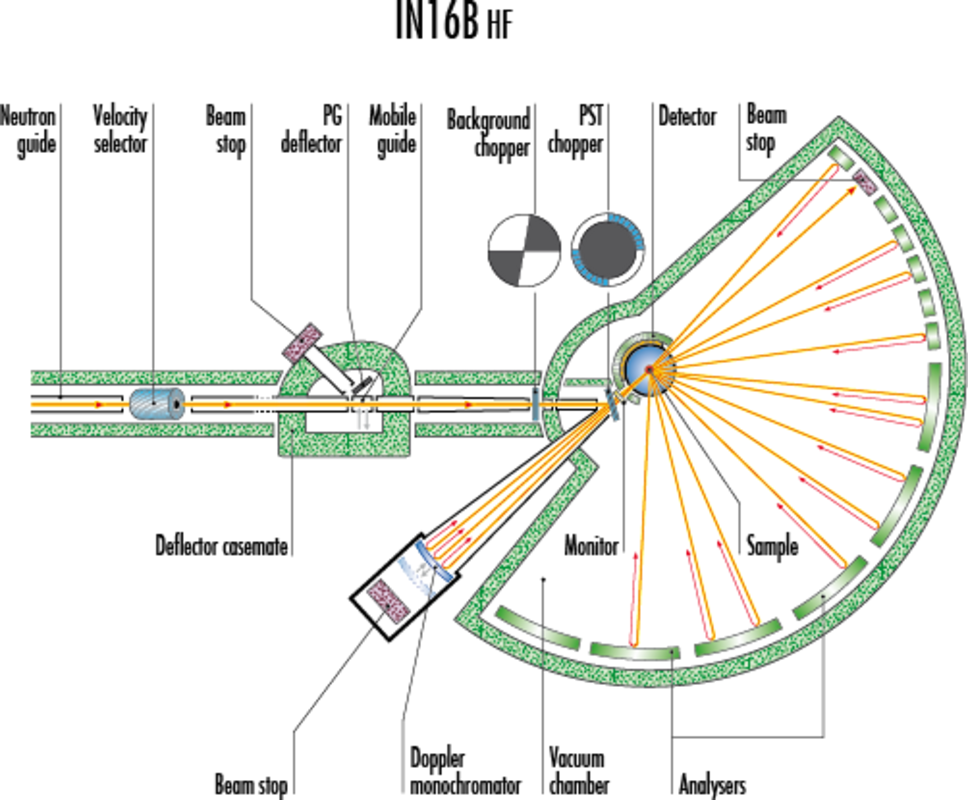 IN16B HF
Neutron
guide
Velocity
selector
Beam
stop
PG
deflector
Mobile
guide
Background
chopper
PST
chopper
Detector
Beam
stop
Deflector casemate
Monitor
Sample
Beam stop
Doppler
monochromator
Vacuum
chamber
Analysers